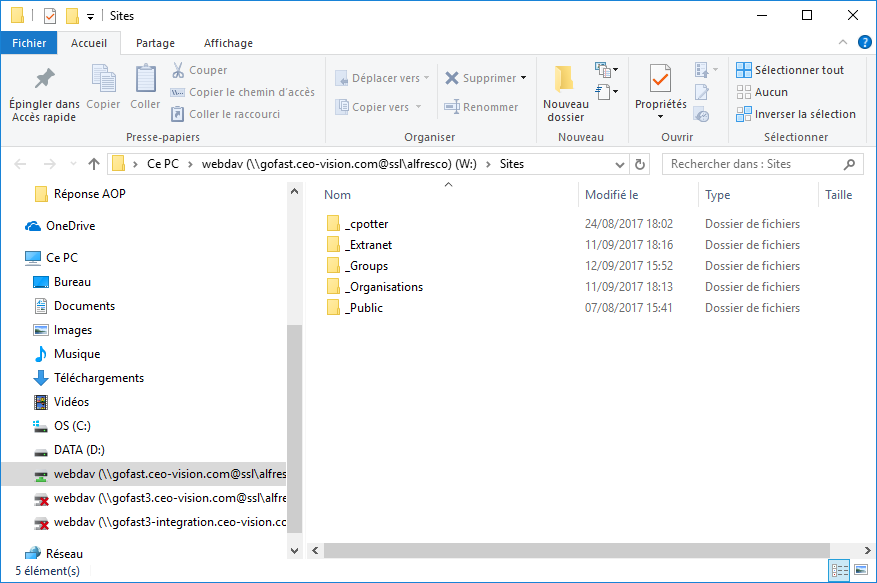 Sites
Fichier Accueil Partage Affichage
Épingler dans Accès rapide
Copier
Coller
Couper
Copier le chemin d'accès
Coller le raccourci
Presse-papiers
Déplacer vers
Copier vers
Supprimer
Renommer
Organiser
Nouveau dossier
Nouveau
Propriétés
Ouvrir
Sélectionner tout
Aucun
Inverser la sélection
Sélectionner
Ce PC > webdav (\\gofast.ceo-vision.com@ssl\alfresco) (W:) > Sites
Rechercher dans : Sites
Réponse AOP
OneDrive
Ce PC
Bureau
Documents
Images
Musique
Téléchargements
Vidéos
OS (C:)
DATA (D:)
webdav (\\gofast.ceo-vision.com@ssl\alfres
webdav (\\gofast3.ceo-vision.com@ssl\alfre
webdav (\\gofast3-integration.ceo-vision.cc
Réseau
Nom Modifié le Type Taille
_cpotter 24/08/2017 18:02 Dossier de fichiers
_Extranet 11/09/2017 18:16 Dossier de fichiers
_Groups 12/09/2017 15:52 Dossier de fichiers
_Organisations 11/09/2017 18:13 Dossier de fichiers
_Public 07/08/2017 15:41 Dossier de fichiers
5 élément(s)